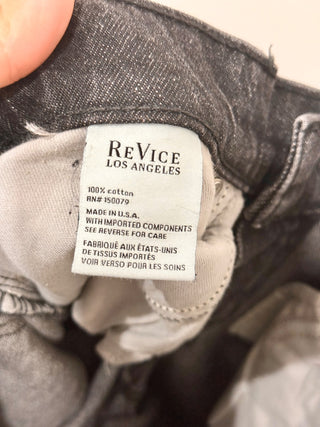 REVICE
LOS ANGELES
100% cotton
RN# 150079
MADE IN U.S.A.
WITH IMPORTED COMPONENTS
SEE REVERSE FOR CARE
FABRIQUÉ AUX ÉTATS-UNIS
DE TISSUS IMPORTÉS
VOIR VERSO POUR LES SOINS